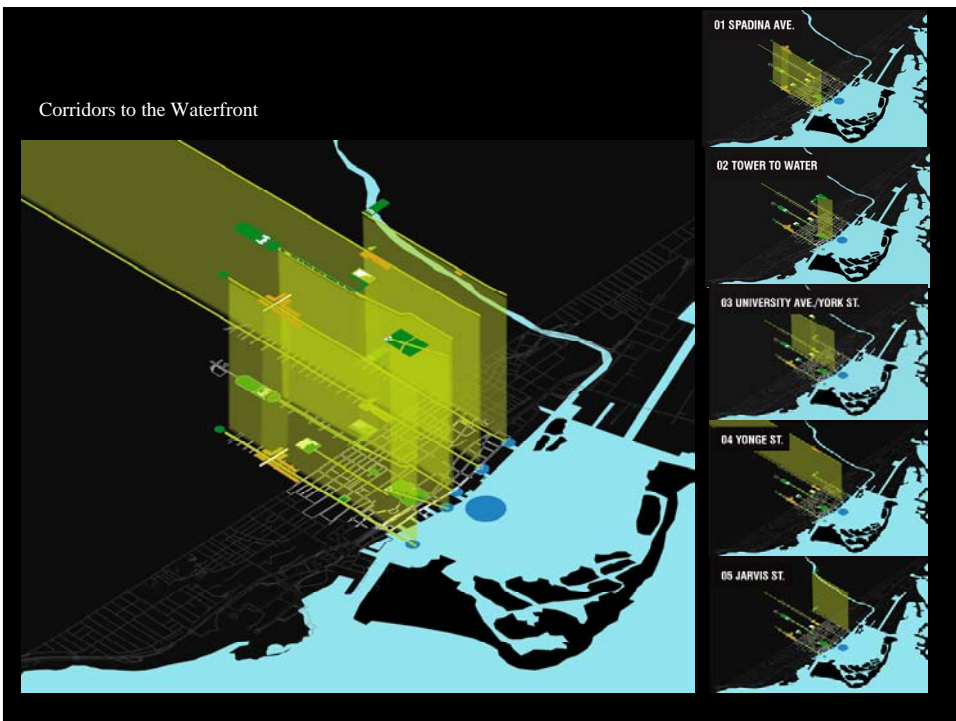 Corridors to the Waterfront
01 SPADINA AVE.
02 TOWER TO WATER
03 UNIVERSITY AVE./YORK ST.
04 YONGE ST.
05 JARVIS ST.